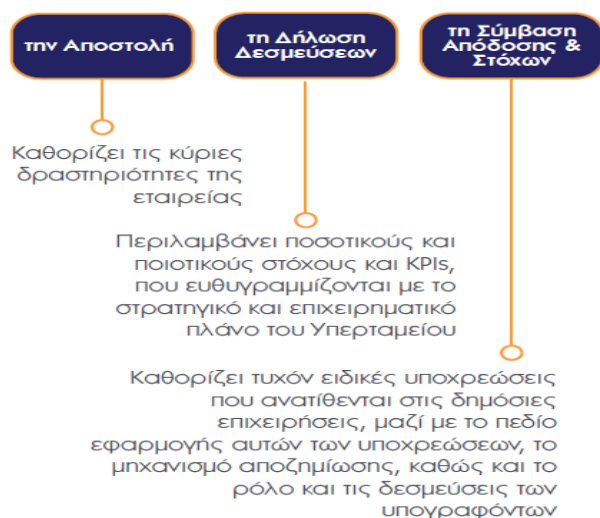 την Αποστολή
τη Δήλωση
Δεσμεύσεων
τη Σύμβαση
Απόδοσης &
Στόχων
Καθορίζει τις κύριες
δραστηριότητες της
εταιρείας
Περιλαμβάνει ποσοτικούς και
ποιοτικούς στόχους και KPIs,
που ευθυγραμμίζονται με το
στρατηγικό και επιχειρηματικό
πλάνο του Υπερταμείου
Καθορίζει τυχόν ειδικές υποχρεώσεις
που ανατίθενται στις δημόσιες
επιχειρήσεις, μαζί με το πεδίο
εφαρμογής αυτών των υποχρεώσεων, το
μηχανισμό αποζημίωσης, καθώς και το
ρόλο και τις δεσμεύσεις των
υπογραφόντων